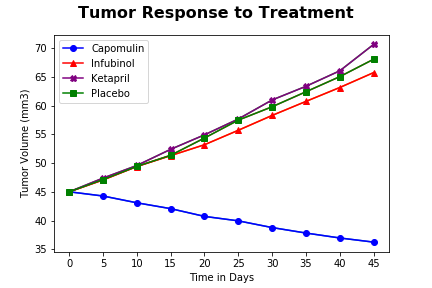 Tumor Response to Treatment
Capomulin
Infubinol
Ketapril
Placebo
Tumor Volume (mm3)
70
65
60
55
50
45
40
35
0 5 10 15 20 25 30 35 40 45
Time in Days